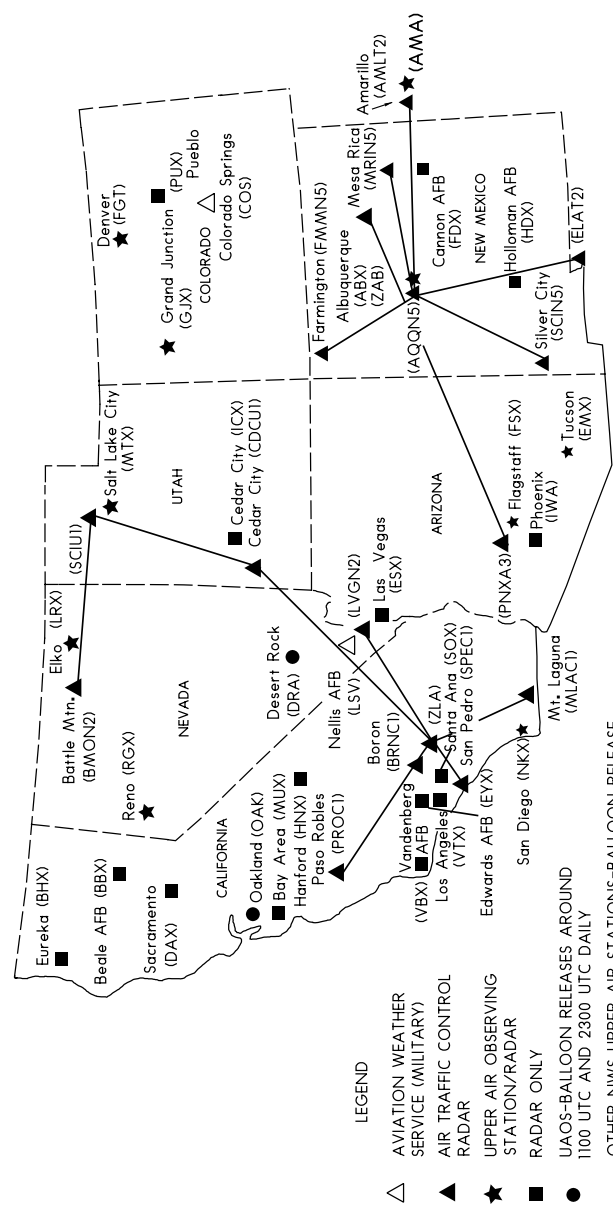 Eureka (BHX)
Beale AFB (BBX)
Sacramento
(DAX)
CALIFORNIA
Oakland (OAK)
Bay Area (MUX)
Hanford (HNX)
Paso Robles
(PROC1)
Reno (RGX)
Battle Mtn.
(BMON2)
Elko
(LRX)
NEVADA
Desert Rock
(DRA)
Nellis AFB
(LSV)
(LVGN2)
Las Vegas
(ESX)
Boron
(BRNC1)
Vandenberg
AFB
(VBX)
Los Angeles
(VTX)
Edwards AFB (EYX)
(ZLA)
Santa Ana (SOX)
San Pedro (SPEC1)
San Diego (NKX)
Mt. Laguna
(MLAC1)
(SCIU1)
Salt Lake City
(MTX)
UTAH
Cedar City (ICX)
Cedar City (CDCU1)
ARIZONA
Flagstaff (FSX)
Phoenix
(IWA)
(PNXA3)
Tucson
(EMX)
Denver
(FGT)
Grand Junction
(GJX)
(PUX)
Pueblo
COLORADO
Colorado Springs
(COS)
Farmington (FMMN5)
Albuquerque
(ABX)
(ZAB)
(AQQN5)
Mesa Rica
(MRIN5)
Amarillo
(AMLT2)
(AMA)
Cannon AFB
(FDX)
NEW MEXICO
Holloman AFB
(HDX)
Silver City
(SCIN5)
(ELAT2)
LEGEND
AVIATION WEATHER
SERVICE (MILITARY)
AIR TRAFFIC CONTROL
RADAR
UPPER AIR OBSERVING
STATION/RADAR
RADAR ONLY
UAOS-BALLOON RELEASES AROUND
1100 UTC AND 2300 UTC DAILY
OTHER NWS UPPER AIR STATIONS-BALLOON RELEASE